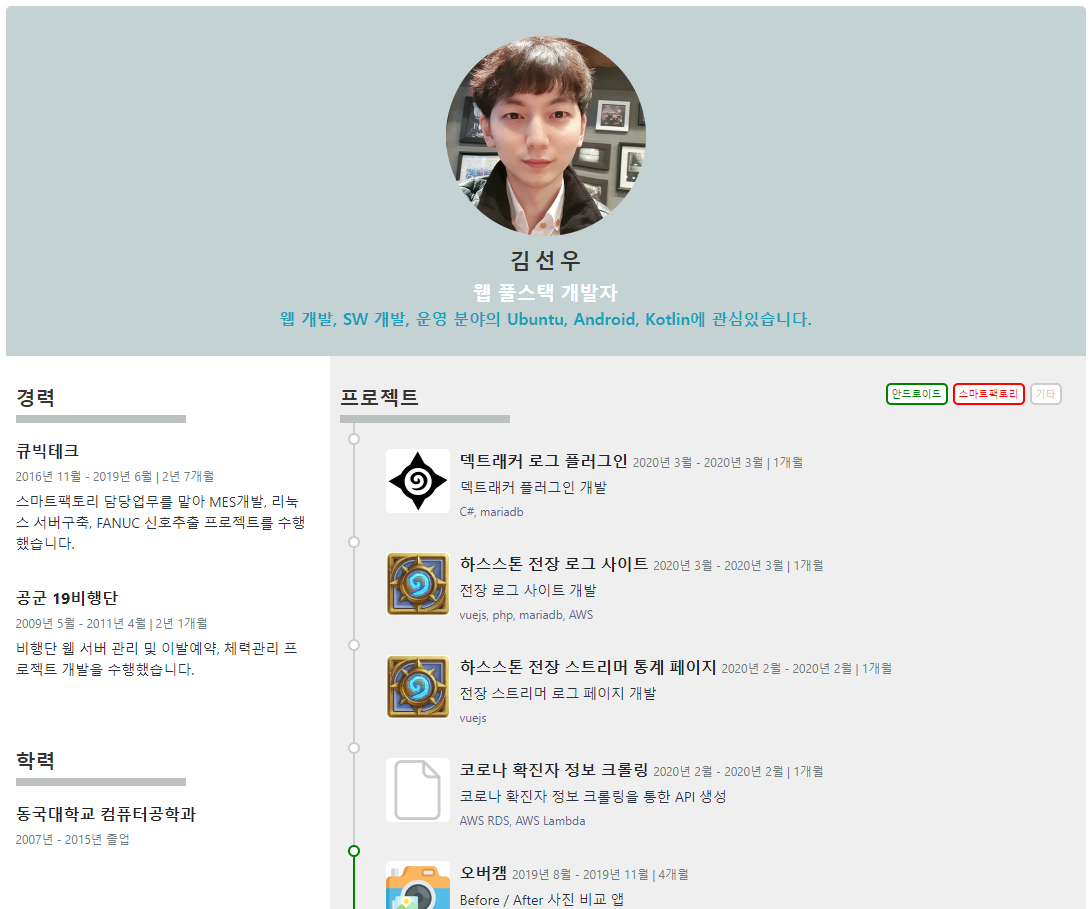 김선우
웹 풀스택 개발자
웹 개발, SW 개발, 운영 분야의 Ubuntu, Android, Kotlin에 관심있습니다.
경력
큐빅테크
2016년 11월 - 2019년 6월 | 2년 7개월
스마트팩토리 담당업무를 맡아 MES개발, 리눅
스 서버구축, FANUC 신호추출 프로젝트를 수행
했습니다.
공군 19비행단
2009년 5월 - 2011년 4월 | 2년 1개월
비행단 웹 서버 관리 및 이발예약, 체력관리 프
로젝트 개발을 수행했습니다.
학력
동국대학교 컴퓨터공학과
2007년 - 2015년 졸업
프로젝트
안드로이드 스마트팩토리 기타
덱트래커 로그 플러그인 2020년 3월 - 2020년 3월 | 1개월
덱트래커 플러그인 개발
C#, mariadb
하스스톤 전장 로그 사이트 2020년 3월 - 2020년 3월 | 1개월
전장 로그 사이트 개발
vuejs, php, mariadb, AWS
하스스톤 전장 스트리머 통계 페이지 2020년 2월 - 2020년 2월 | 1개월
전장 스트리머 로그 페이지 개발
vuejs
코로나 확진자 정보 크롤링 2020년 2월 - 2020년 2월 | 1개월
코로나 확진자 정보 크롤링을 통한 API 생성
AWS RDS, AWS Lambda
오버캠 2019년 8월 - 2019년 11월 | 4개월
Before / After 사진 비교 앱